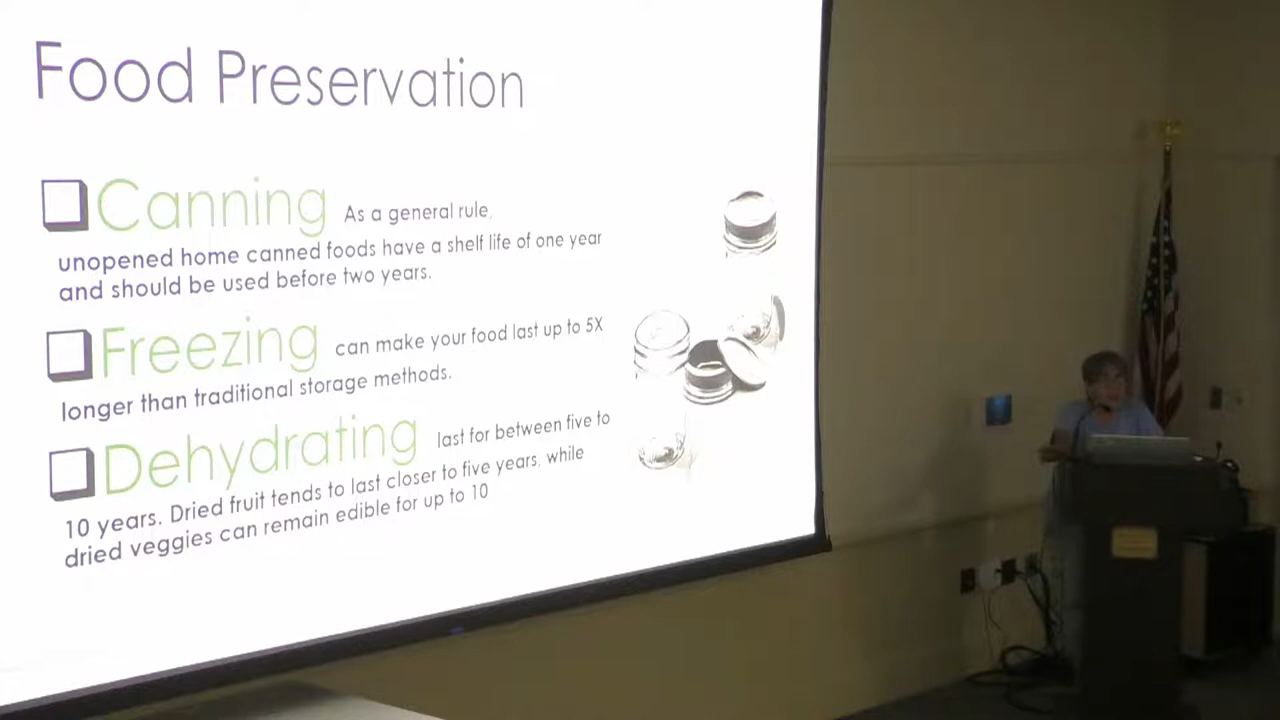 Food Preservation
Canning As a general rule,
unopened home canned foods have a shelf life of one year
and should be used before two years.
Freezing can make your food last up to 5X
longer than traditional storage methods.
Dehydrating last for between five to
10 years. Dried fruit tends to last closer to five years, while
dried veggies can remain edible for up to 10